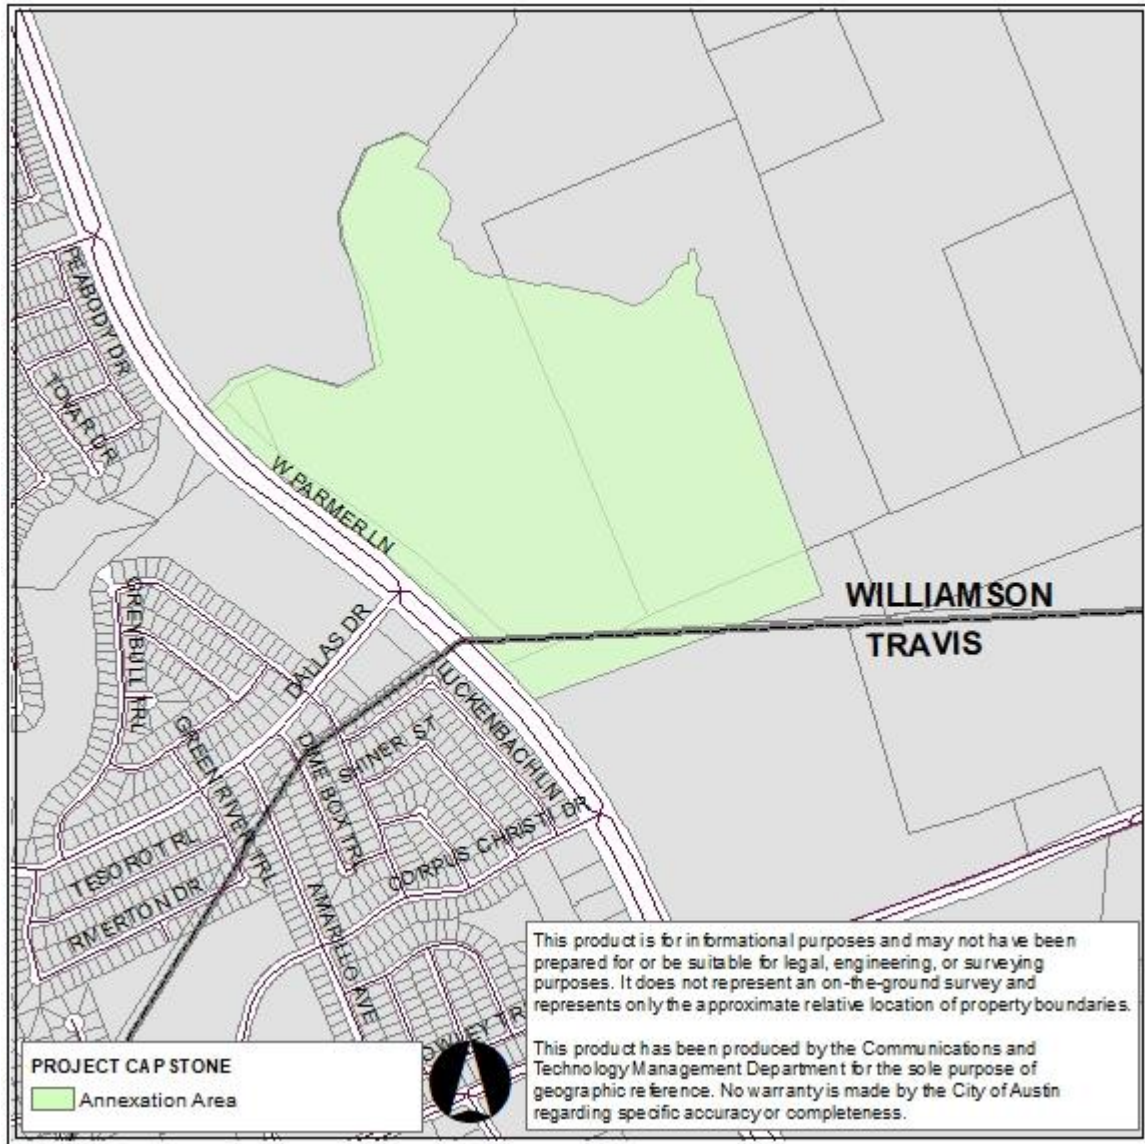 PEABODY DR
TOVAR DR
W PARMER LN
GREN BULL TRL
DALLAS DR
WILLIAMSON
TRAVIS
LUCKENBACH LN
SHINER ST
GREEN RIVER TRL
DIME BOX TRL
CORPUS CHRISTI DR
TESORO TRL
RIVERTON DR
AMARILLO AVE
This product is for informational purposes and may not have been
prepared for or be suitable for legal, engineering, or surveying
purposes. It does not represent an on-the-ground survey and
represents only the approximate relative location of property boundaries.
This product has been produced by the Communications and
Technology Management Department for the sole purpose of
geographic reference. No warranty is made by the City of Austin
regarding specific accuracy or completeness.
PROJECT CAPSTONE
Annexation Area